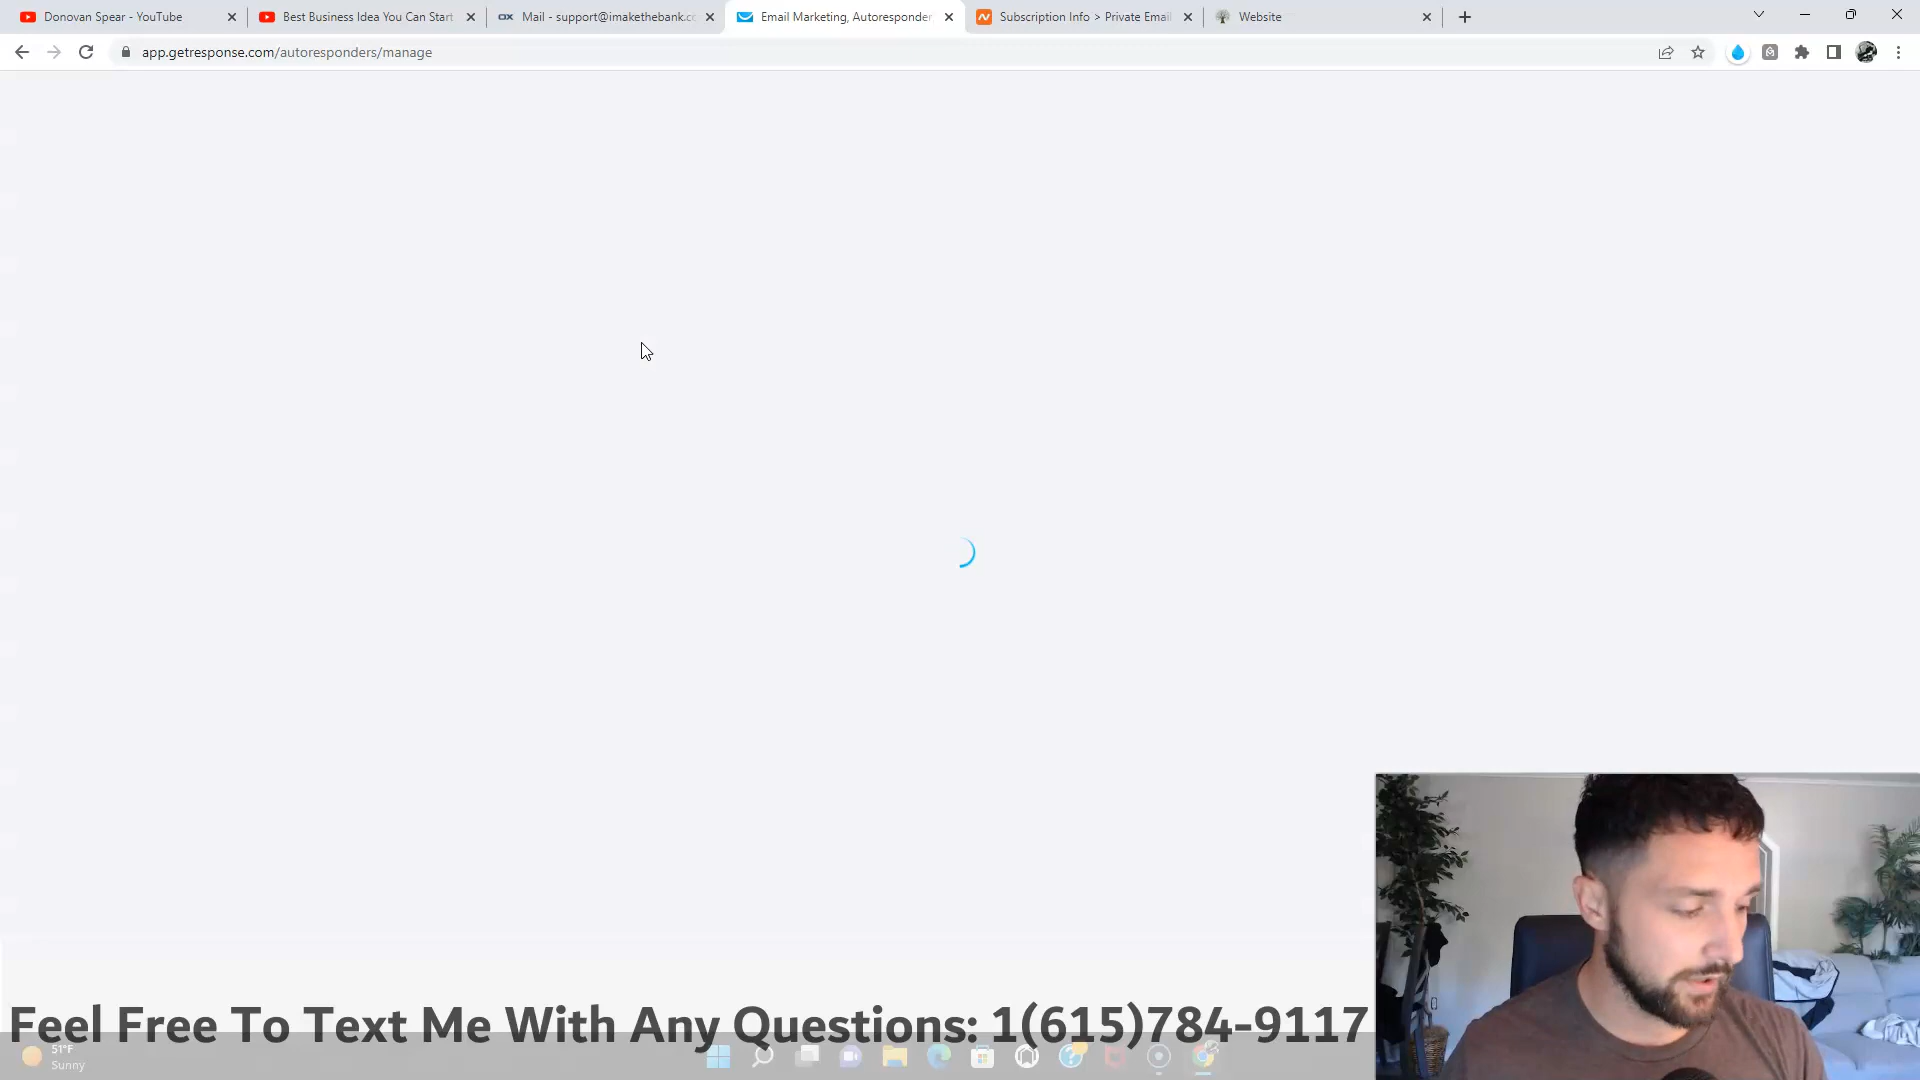 Donovan Spear - YouTube
Best Business Idea You Can Start
Mail - support@imakethebank.c
Email Marketing, Autoresponder
Subscription Info > Private Email
Website
app.getresponse.com/autoresponders/manage
Feel Free To Text Me With Any Questions: 1(615)784-9117
51°F
Sunny